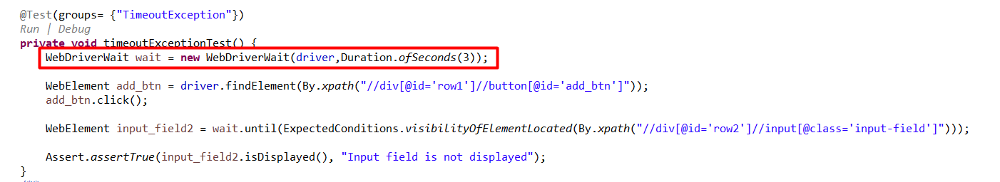 @Test(groups= {"TimeoutException"})
Run | Debug
private void timeoutExceptionTest() {
WebDriverWait wait = new WebDriverWait(driver,Duration.ofSeconds(3));
WebElement add_btn = driver.findElement(By.xpath("//div[@id='row1']//button[@id='add_btn']"));
add_btn.click();
WebElement input_field2 = wait.until(ExpectedConditions.visibilityOfElementLocated(By.xpath("//div[@id='row2']//input[@class='input-field']")));
Assert.assertTrue(input_field2.isDisplayed(), "Input field is not displayed");
}
/**